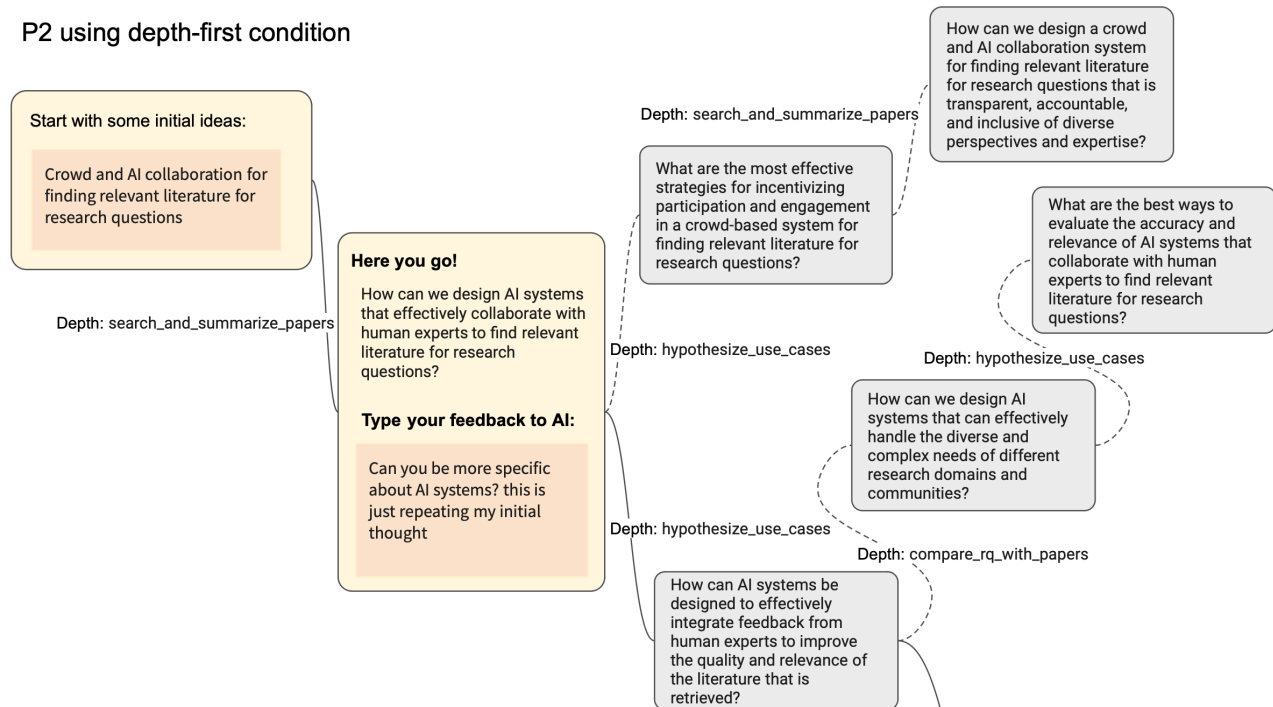 P2 using depth-first condition
Start with some initial ideas:
Crowd and AI collaboration for
finding relevant literature for
research questions
Depth: search_and_summarize_papers
Here you go!
How can we design AI systems
that effectively collaborate with
human experts to find relevant
literature for research
questions?
Type your feedback to AI:
Can you be more specific
about AI systems? this is
just repeating my initial
thought
Depth: hypothesize_use_cases
What are the most effective
strategies for incentivizing
participation and engagement
in a crowd-based system for
finding relevant literature for
research questions?
Depth: search_and_summarize_papers
How can we design a crowd
and AI collaboration system
for finding relevant literature
for research questions that is
transparent, accountable,
and inclusive of diverse
perspectives and expertise?
Depth: hypothesize_use_cases
How can AI systems be
designed to effectively
integrate feedback from
human experts to improve
the quality and relevance of
the literature that is
retrieved?
Depth: compare_rq_with_papers
How can we design AI
systems that can effectively
handle the diverse and
complex needs of different
research domains and
communities?
Depth: hypothesize_use_cases
What are the best ways to
evaluate the accuracy and
relevance of AI systems that
collaborate with human
experts to find relevant
literature for research
questions?